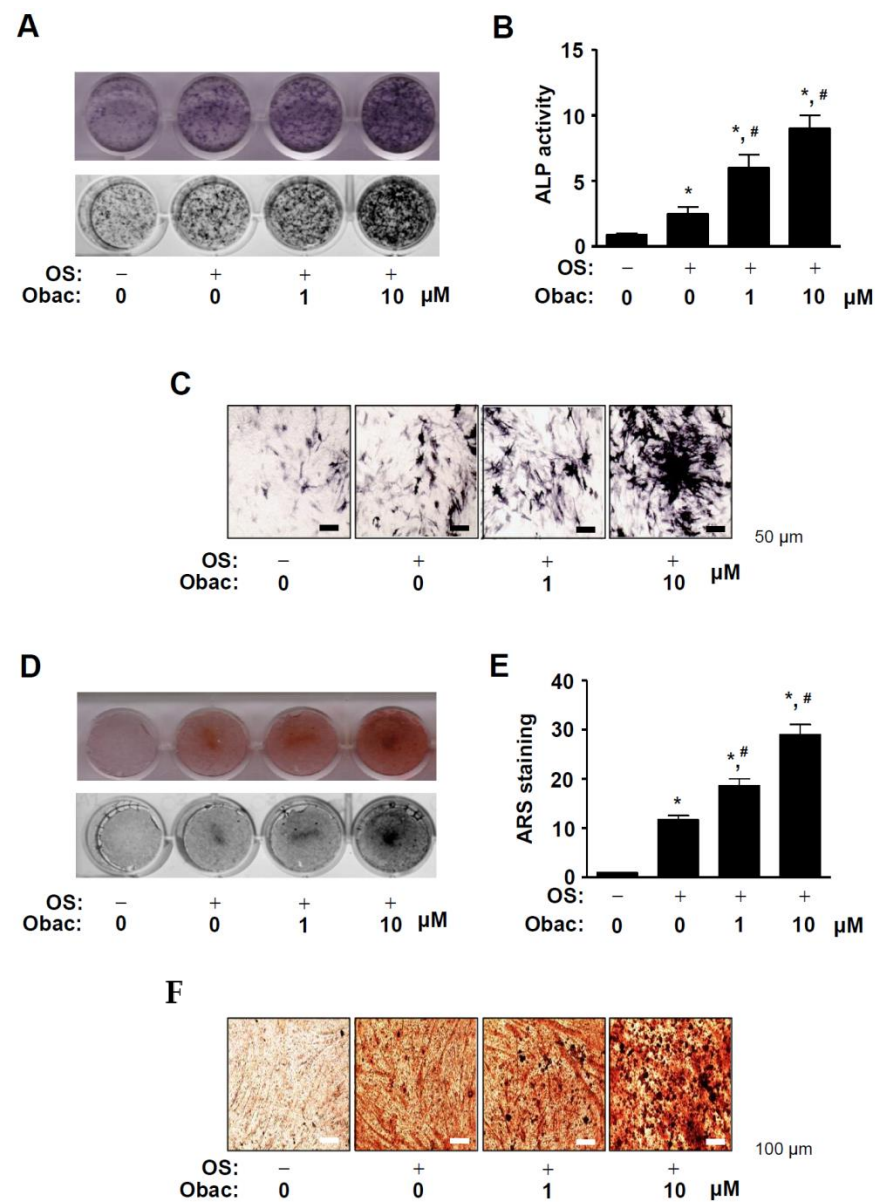 A
OS: – + + +
Obac: 0 0 1 10 μM
B
ALP activity
15
10
5
0
*
*, #
*, #
OS: – + + +
Obac: 0 0 1 10 μM
C
50 μm
OS: – + + +
Obac: 0 0 1 10 μM
D
OS: – + + +
Obac: 0 0 1 10 μM
E
ARS staining
40
30
20
10
0
*
*,#
*, #
OS: – + + +
Obac: 0 0 1 10 μM
F
100 μm
OS: – + + +
Obac: 0 0 1 10 μM